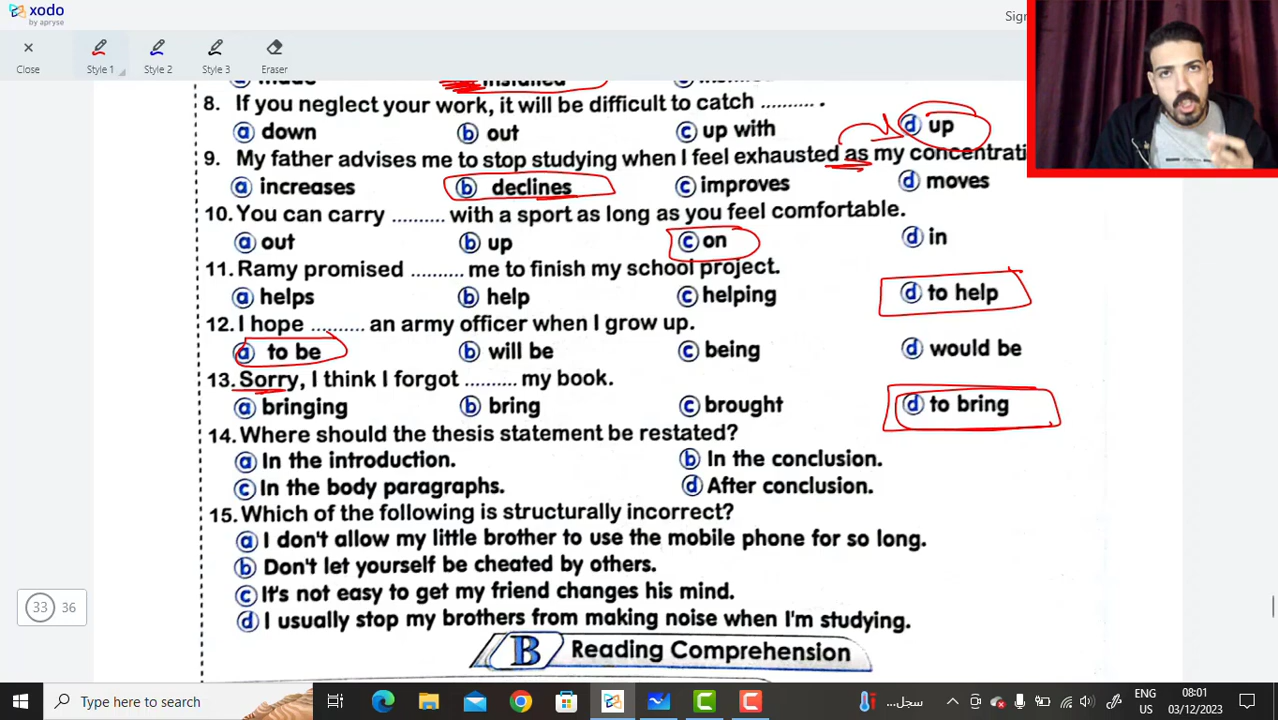 xodo
by apryse
Sign
Close
Style 1
Style 2
Style 3
Eraser
installed
8. If you neglect your work, it will be difficult to catch .......... .
a down b out c up with d up
9. My father advises me to stop studying when I feel exhausted as my concentrati
a increases b declines c improves d moves
10. You can carry .......... with a sport as long as you feel comfortable.
a out b up c on d in
11. Ramy promised .......... me to finish my school project.
a helps b help c helping d to help
12. I hope .......... an army officer when I grow up.
a to be b will be c being d would be
13. Sorry, I think I forgot .......... my book.
a bringing b bring c brought d to bring
14. Where should the thesis statement be restated?
a In the introduction. b In the conclusion.
c In the body paragraphs. d After conclusion.
15. Which of the following is structurally incorrect?
a I don't allow my little brother to use the mobile phone for so long.
b Don't let yourself be cheated by others.
c It's not easy to get my friend changes his mind.
d I usually stop my brothers from making noise when I'm studying.
B Reading Comprehension
33 36
Type here to search
سجل...
ENG
US
08:01
03/12/2023